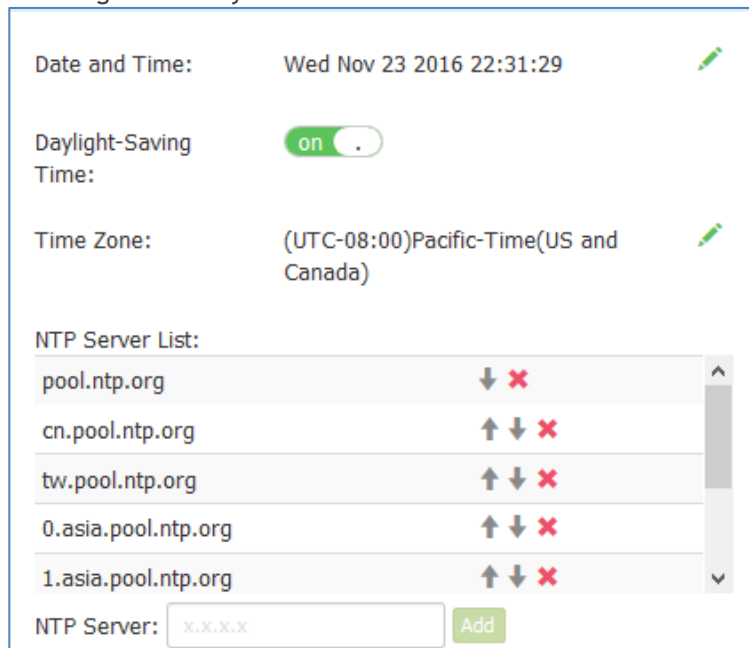 Date and Time: Wed Nov 23 2016 22:31:29
Daylight-Saving on .
Time:
Time Zone: (UTC-08:00)Pacific-Time(US and
Canada)
NTP Server List:
pool.ntp.org
cn.pool.ntp.org
tw.pool.ntp.org
0.asia.pool.ntp.org
1.asia.pool.ntp.org
NTP Server: x.x.x.x Add